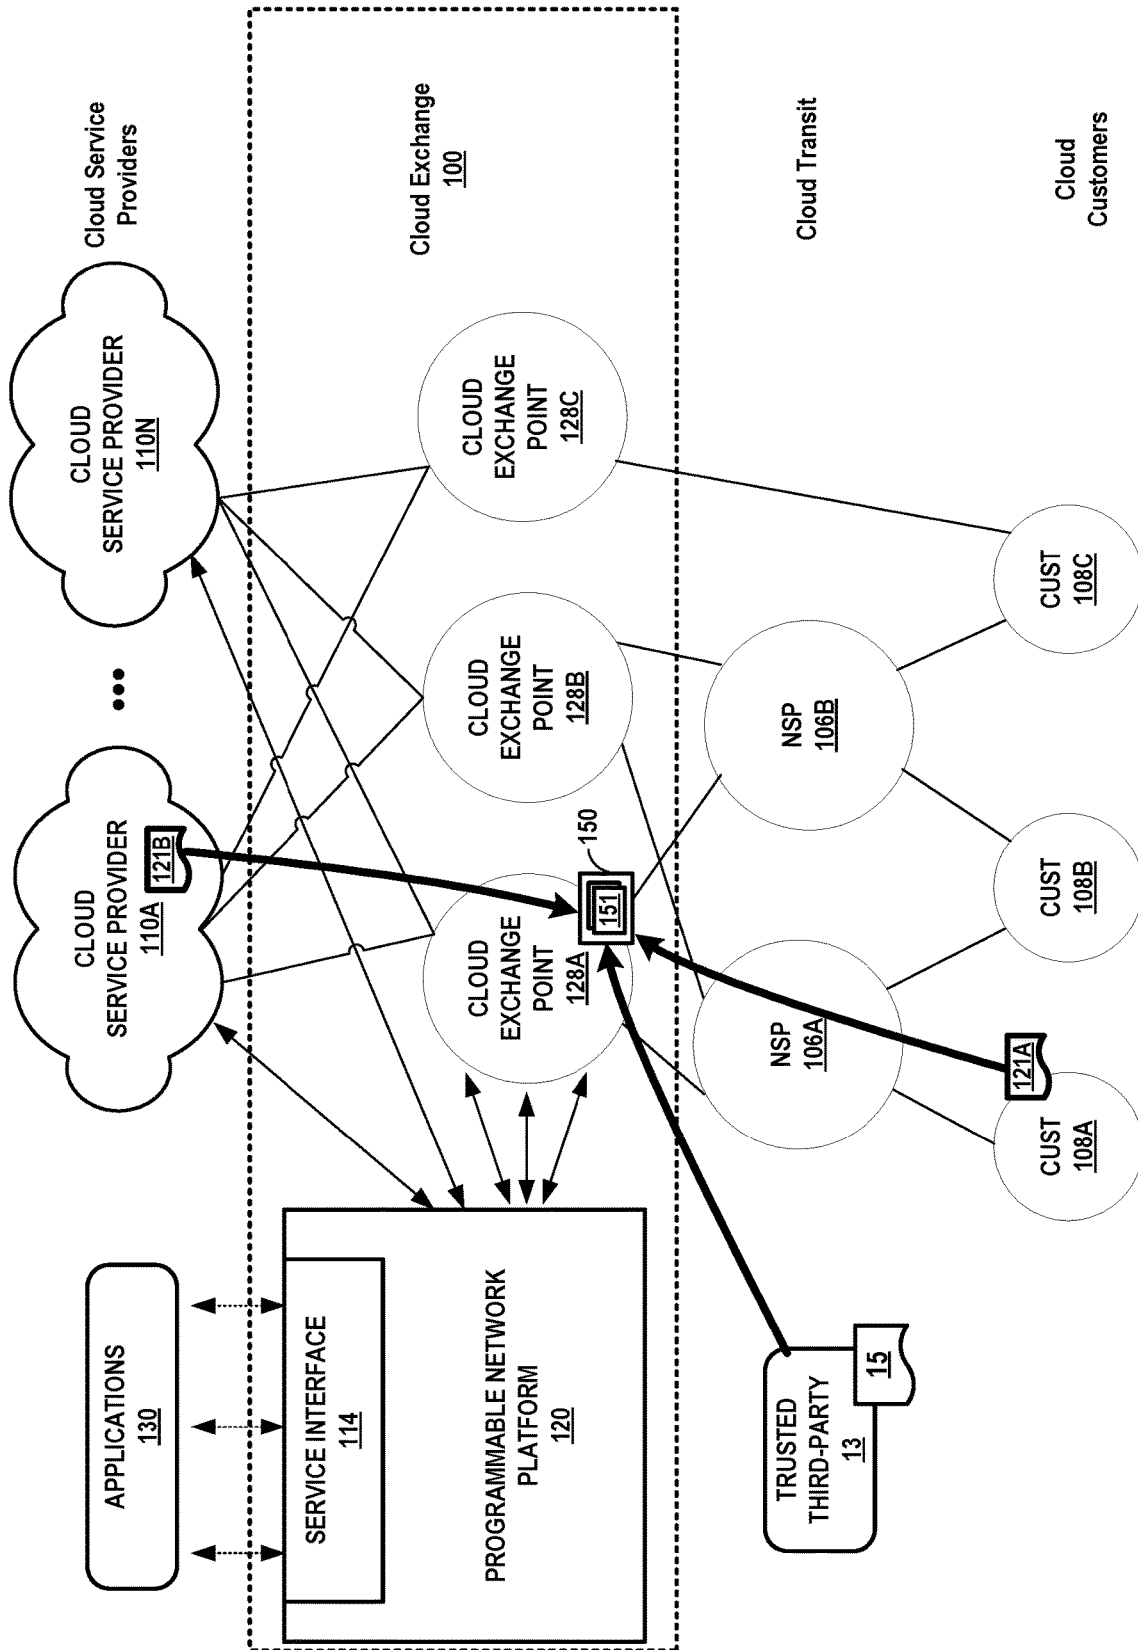 APPLICATIONS
130
SERVICE INTERFACE
114
PROGRAMMABLE NETWORK
PLATFORM
120
TRUSTED
THIRD-PARTY
13
15
CLOUD
SERVICE PROVIDER
110A
121B
•••
CLOUD
SERVICE PROVIDER
110N
Cloud Service
Providers
CLOUD
EXCHANGE
POINT
128A
150
151
CLOUD
EXCHANGE
POINT
128B
CLOUD
EXCHANGE
POINT
128C
Cloud Exchange
100
NSP
106A
NSP
106B
Cloud Transit
CUST
108A
121A
CUST
108B
CUST
108C
Cloud
Customers